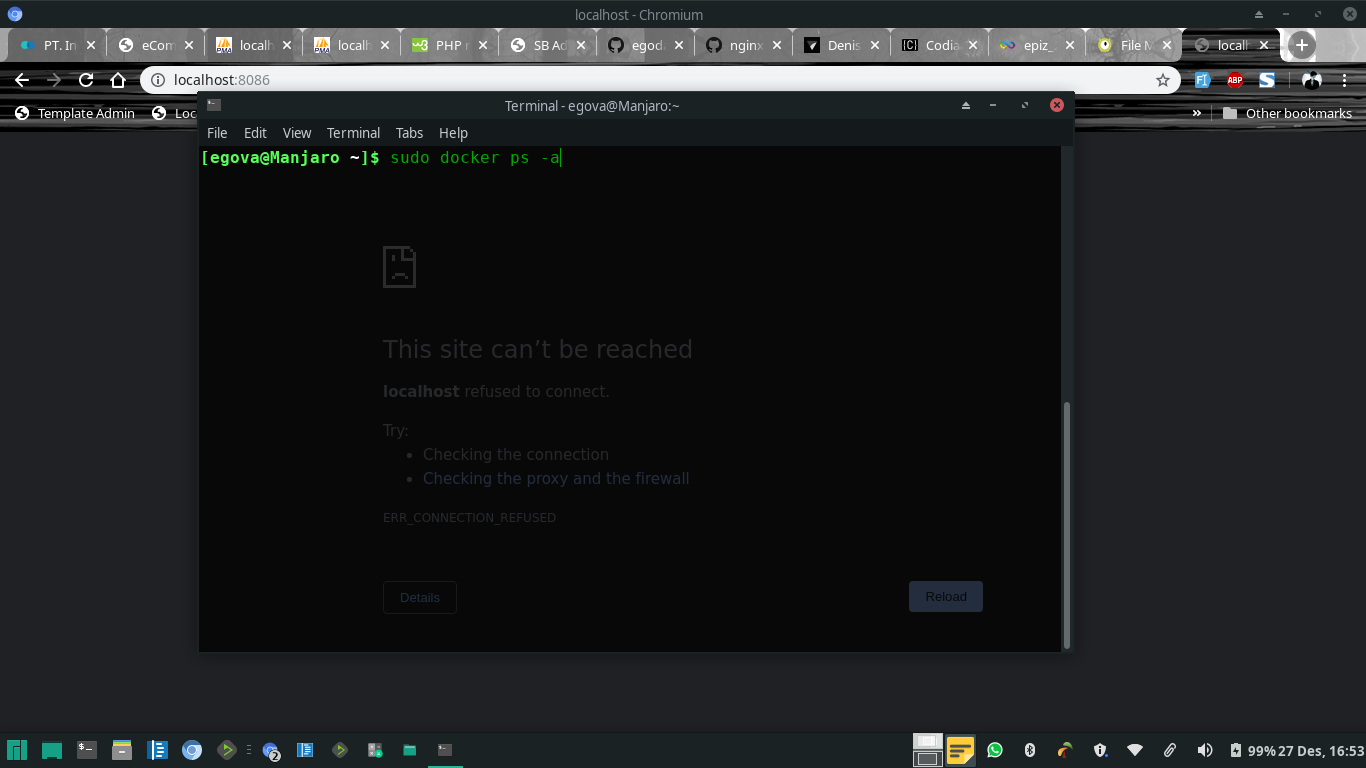 localhost - Chromium
PT. In
eCom
localh
localh
PHP r
SB Ad
egod
nginx
Denis
Codia
epiz_
File M
locall
localhost:8086
ABP
Template Admin
Loc
»
Other bookmarks
Terminal - egova@Manjaro:~
File Edit View Terminal Tabs Help
[egova@Manjaro ~]$ sudo docker ps -a
This site can’t be reached
localhost refused to connect.
Try:
• Checking the connection
• Checking the proxy and the firewall
ERR_CONNECTION_REFUSED
Details
Reload
2
99% 27 Des, 16:53